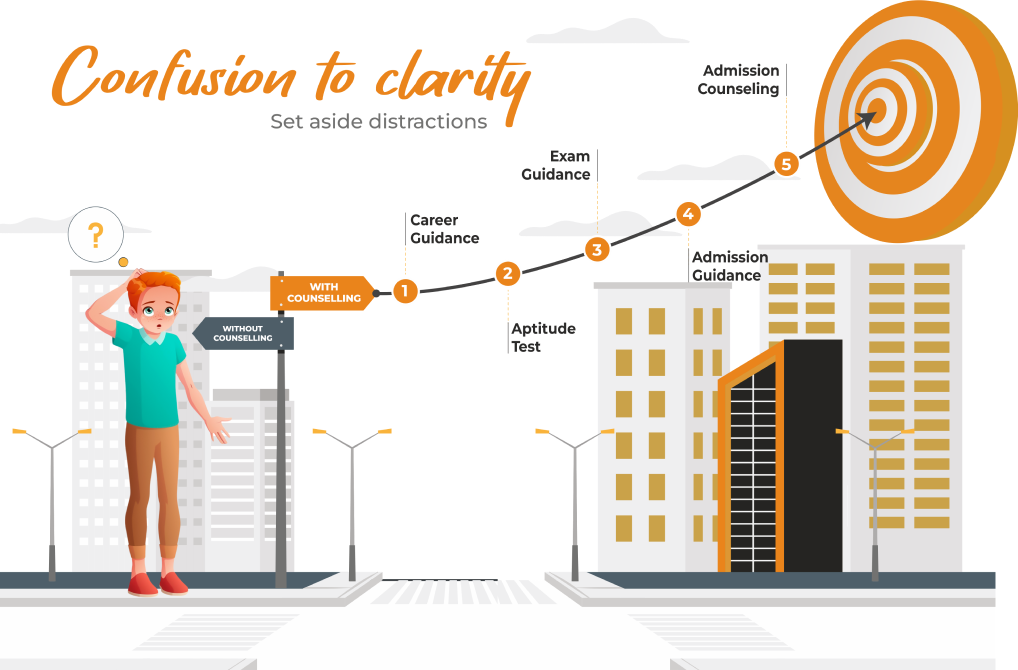 Confusion to clarity
Set aside distractions
?
WITH
COUNSELLING
WITHOUT
COUNSELLING
1
Career
Guidance
2
Aptitude
Test
3
Exam
Guidance
4
Admission
Guidance
5
Admission
Counseling